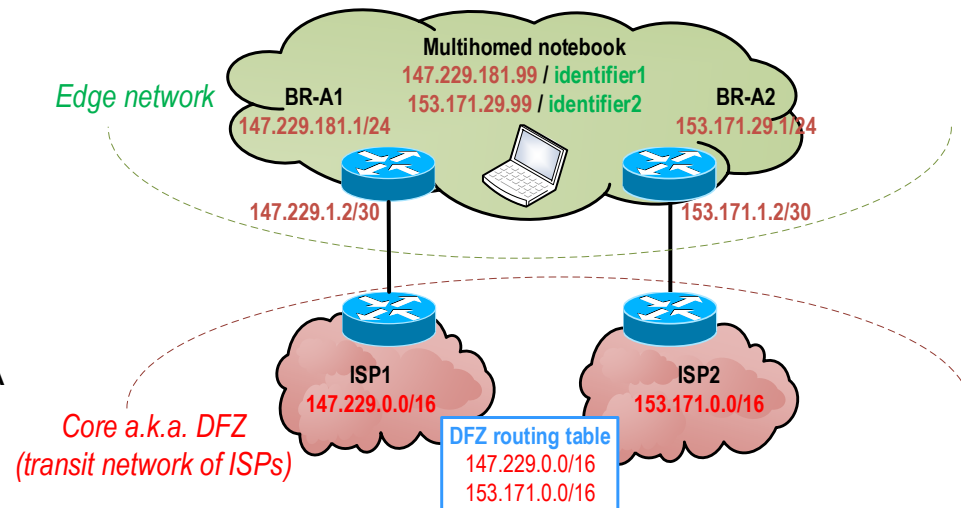 Multihomed notebook
147.229.181.99 / identifier1
153.171.29.99 / identifier2
Edge network
BR-A1
147.229.181.1/24
BR-A2
153.171.29.1/24
147.229.1.2/30
153.171.1.2/30
ISP1
147.229.0.0/16
ISP2
153.171.0.0/16
A
Core a.k.a. DFZ
(transit network of ISPs)
DFZ routing table
147.229.0.0/16
153.171.0.0/16